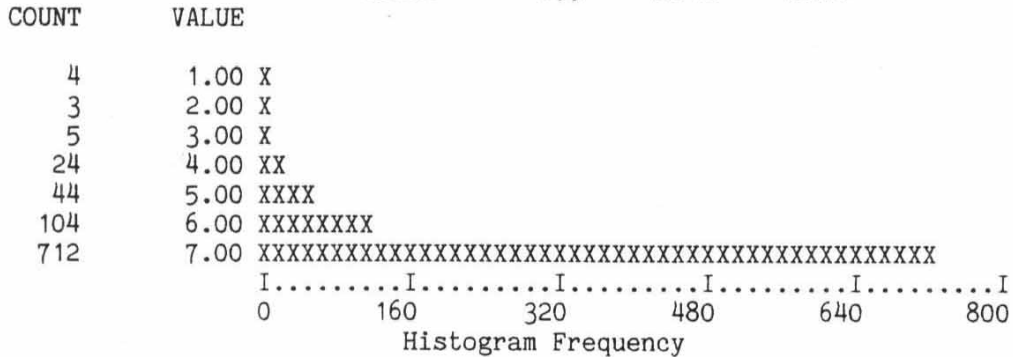 COUNT VALUE
4 1.00 X
3 2.00 X
5 3.00 X
24 4.00 XX
44 5.00 XXXX
104 6.00 XXXXXXXX
712 7.00 XXXXXXXXXXXXXXXXXXXXXXXXXXXXXXXXXXXXXXXXXXXXXX
I.........I.........I.........I.........I.........I
0 160 320 480 640 800
Histogram Frequency